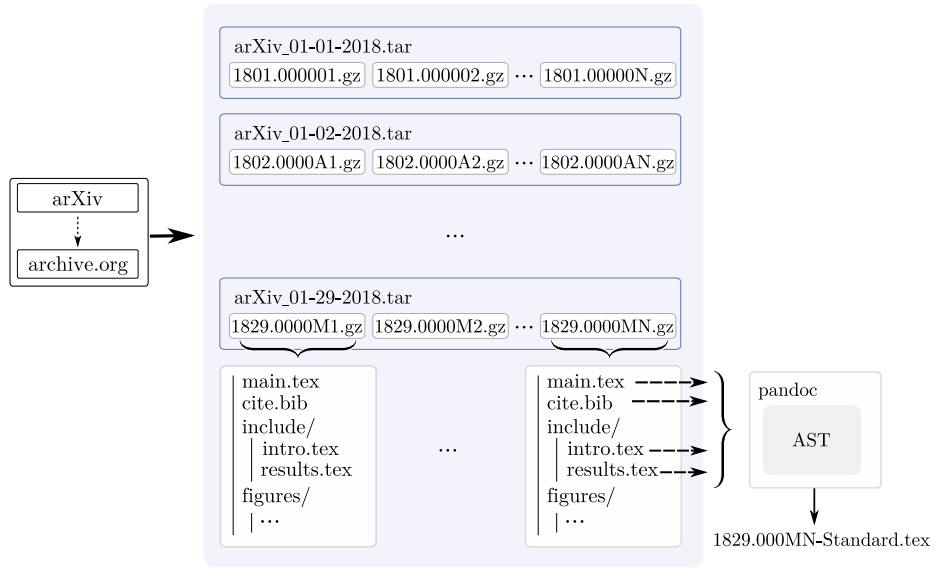 arXiv
archive.org
arXiv_01-01-2018.tar
1801.000001.gz 1801.000002.gz ... 1801.00000N.gz
arXiv_01-02-2018.tar
1802.0000A1.gz 1802.0000A2.gz ... 1802.0000AN.gz
...
arXiv_01-29-2018.tar
1829.0000M1.gz 1829.0000M2.gz ... 1829.0000MN.gz
main.tex
cite.bib
include/
intro.tex
results.tex
figures/
...
...
main.tex
cite.bib
include/
intro.tex
results.tex
figures/
...
pandoc
AST
1829.000MN-Standard.tex